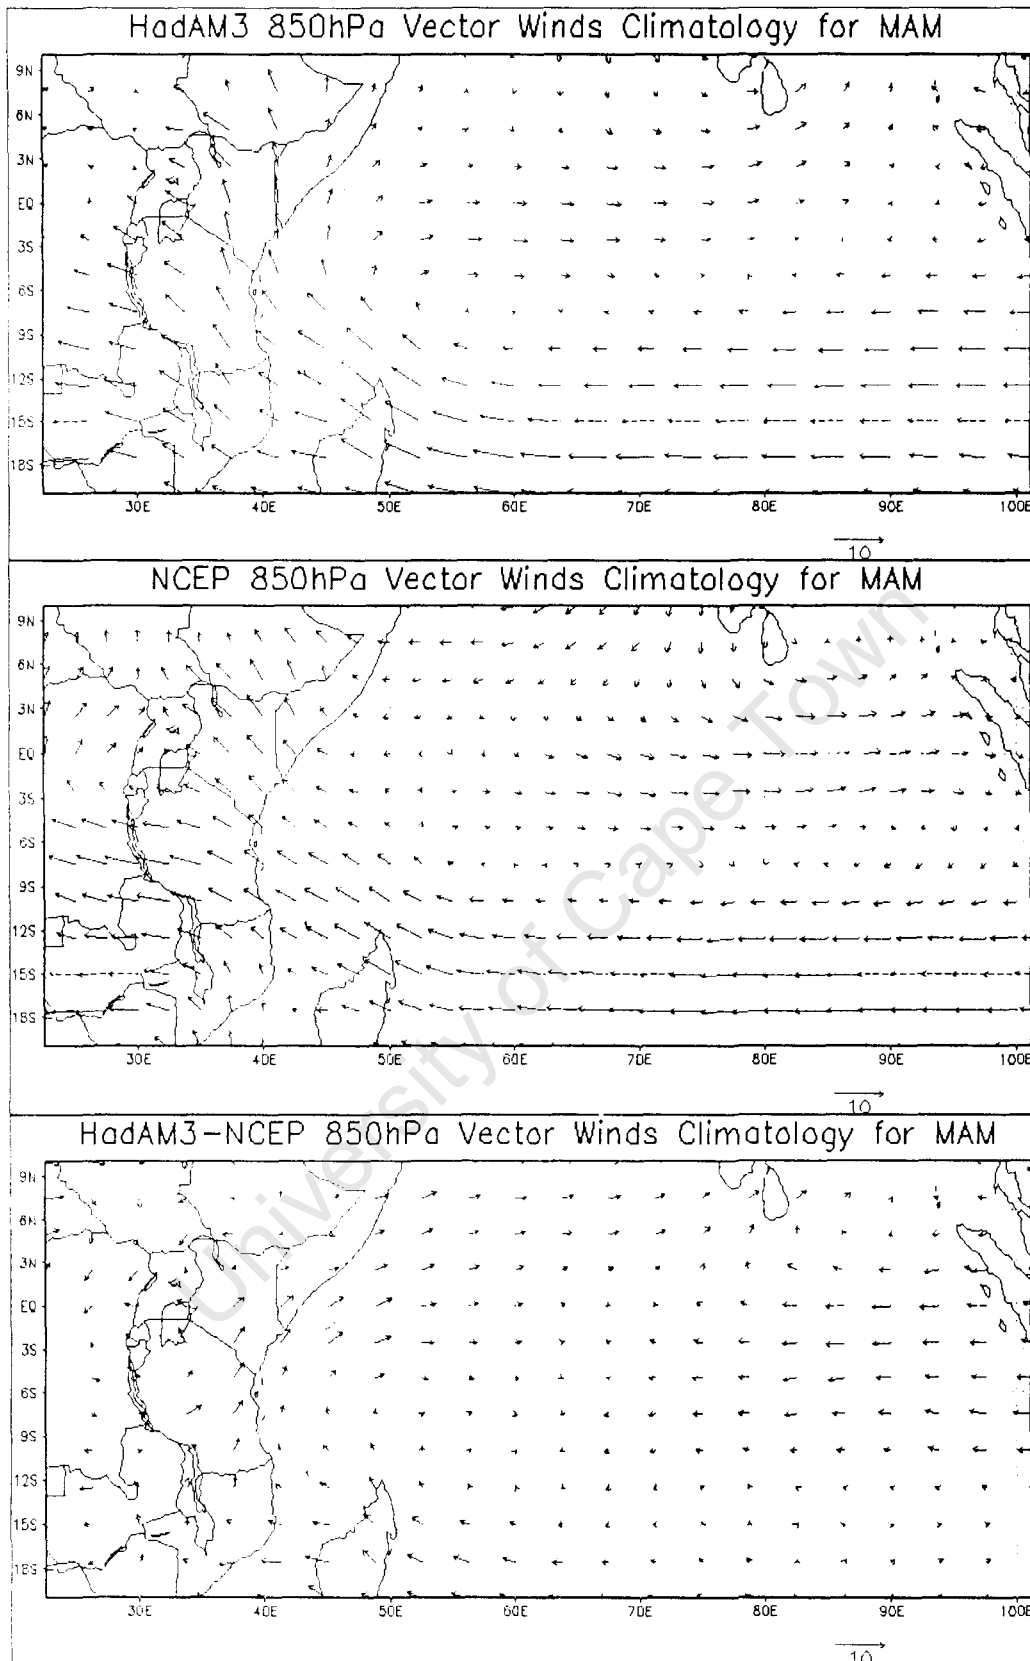 HadAM3 850hPa Vector Winds Climatology for MAM
9N
6N
3N
EQ
3S
6S
9S
12S
15S
18S
30E 40E 50E 60E 70E 80E 90E 100E
10
NCEP 850hPa Vector Winds Climatology for MAM
9N
6N
3N
EQ
3S
6S
9S
12S
15S
18S
30E 40E 50E 60E 70E 80E 90E 100E
10
HadAM3-NCEP 850hPa Vector Winds Climatology for MAM
9N
6N
3N
EQ
3S
6S
9S
12S
15S
18S
30E 40E 50E 60E 70E 80E 90E 100E
10
University of Cape Town